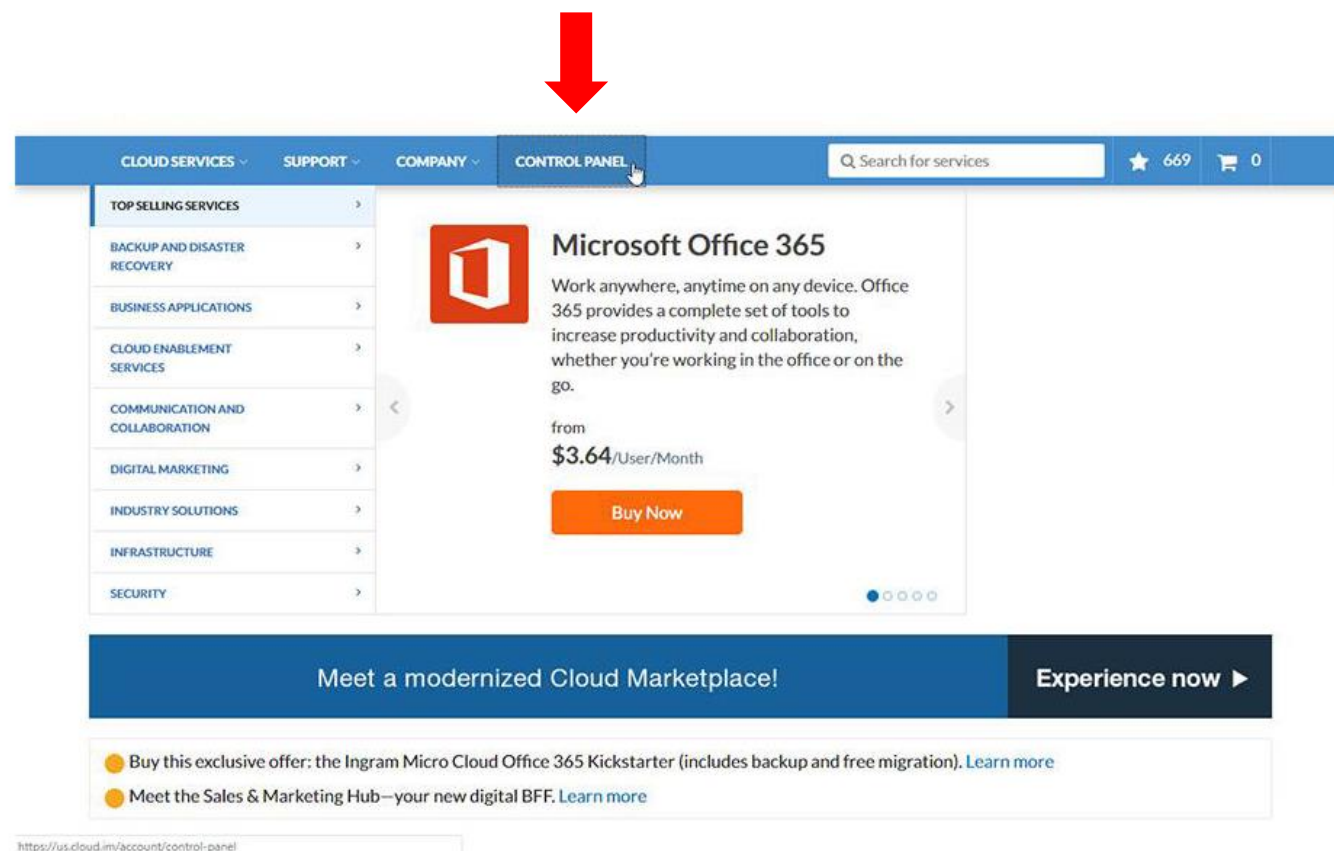 CLOUD SERVICES SUPPORT COMPANY CONTROL PANEL Search for services 669 0
TOP SELLING SERVICES
BACKUP AND DISASTER
RECOVERY
BUSINESS APPLICATIONS
CLOUD ENABLEMENT
SERVICES
COMMUNICATION AND
COLLABORATION
DIGITAL MARKETING
INDUSTRY SOLUTIONS
INFRASTRUCTURE
SECURITY
Microsoft Office 365
Work anywhere, anytime on any device. Office
365 provides a complete set of tools to
increase productivity and collaboration,
whether you're working in the office or on the
go.
from
$3.64/User/Month
Buy Now
Meet a modernized Cloud Marketplace!
Experience now ▶
Buy this exclusive offer: the Ingram Micro Cloud Office 365 Kickstarter (includes backup and free migration). Learn more
Meet the Sales & Marketing Hub—your new digital BFF. Learn more
https://us.cloud.im/account/control-panel